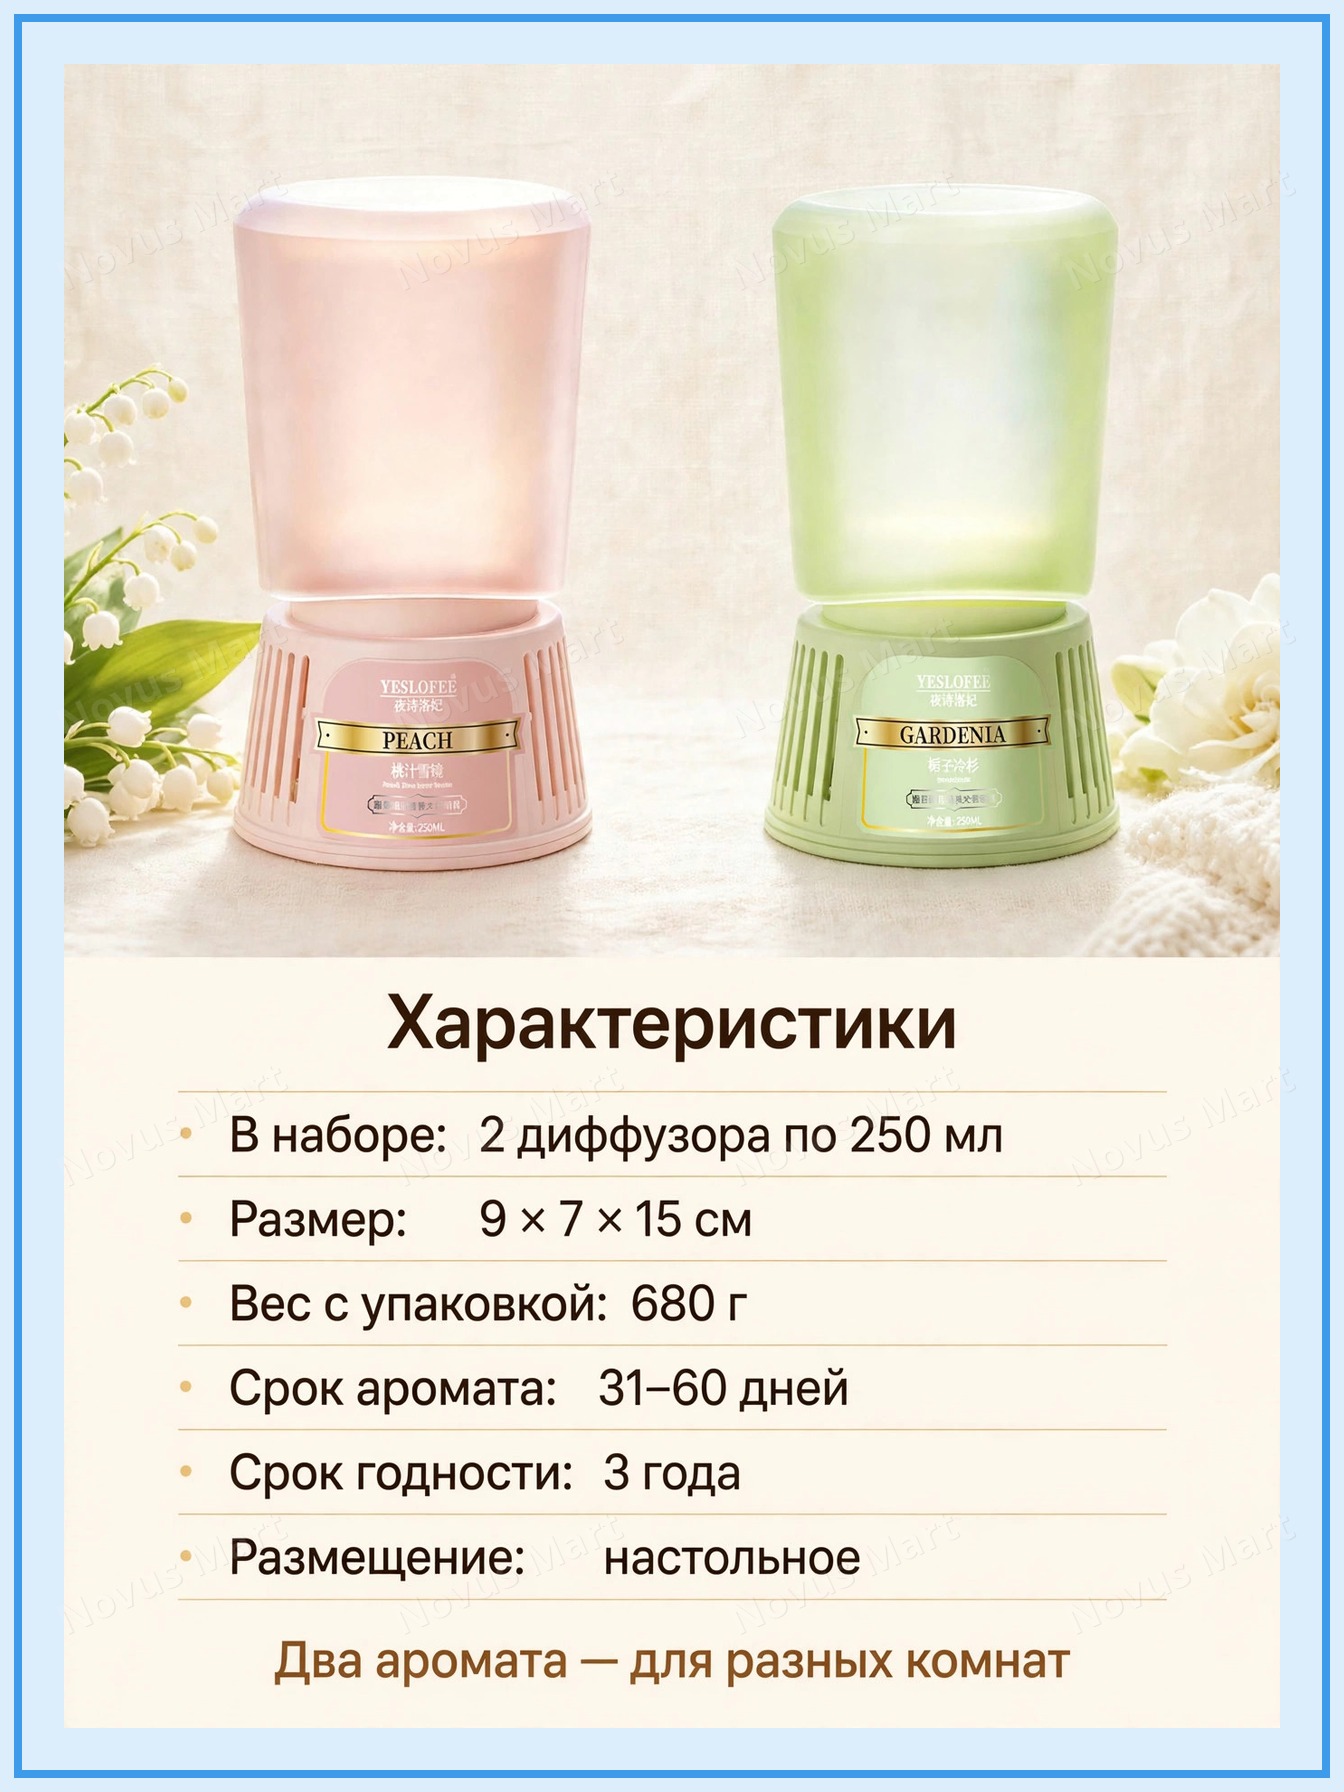 YESLOFEE
夜诗洛妃
PEACH
桃汁雪镜
净含量:250ML
YESLOFEE
夜诗洛妃
GARDENIA
栀子冷杉
净含量:250ML
Характеристики
• В наборе: 2 диффузора по 250 мл
• Размер: 9 × 7 × 15 см
• Вес с упаковкой: 680 г
• Срок аромата: 31–60 дней
• Срок годности: 3 года
• Размещение: настольное
Два аромата — для разных комнат
Novus Mart